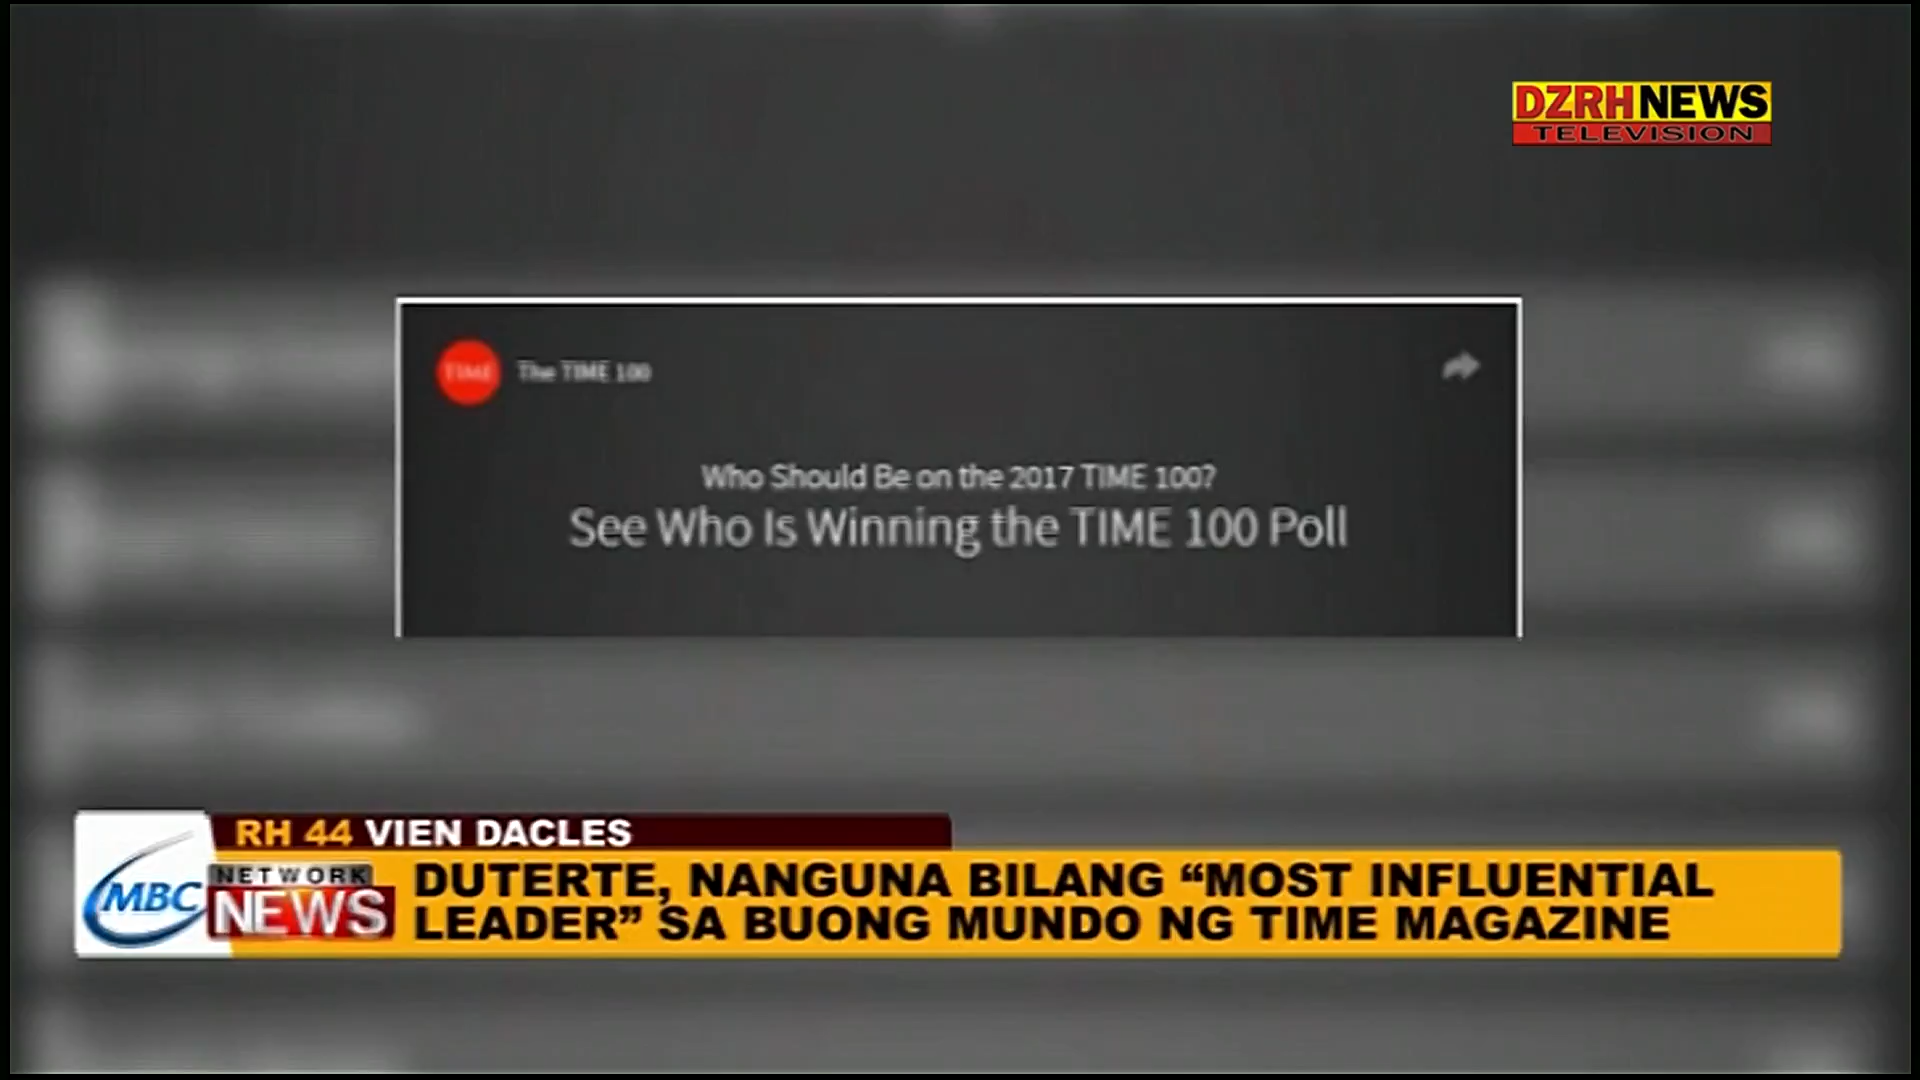 DZRHNEWS
TELEVISION
TIME
The TIME 100
Who Should Be on the 2017 TIME 100?
See Who Is Winning the TIME 100 Poll
RH 44 VIEN DACLES
MBC
NETWORK
NEWS
DUTERTE, NANGUNA BILANG “MOST INFLUENTIAL
LEADER” SA BUONG MUNDO NG TIME MAGAZINE